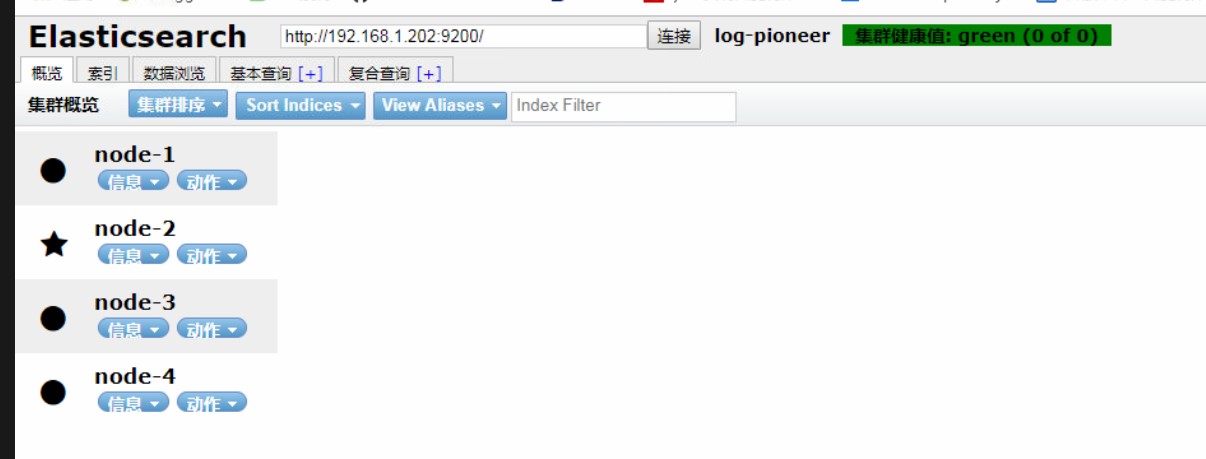 Elasticsearch http://192.168.1.202:9200/ 连接 log-pioneer 集群健康值: green (0 of 0)
概览 索引 数据浏览 基本查询 [+] 复合查询 [+]
集群概览 集群排序 Sort Indices View Aliases Index Filter
node-1
信息 动作
node-2
信息 动作
node-3
信息 动作
node-4
信息 动作